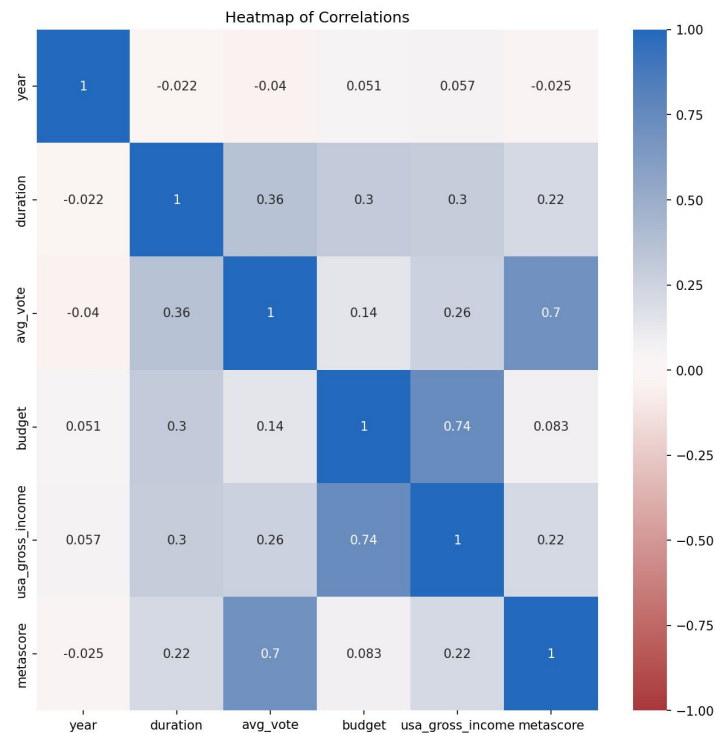 Heatmap of Correlations
year 1 -0.022 -0.04 0.051 0.057 -0.025
duration -0.022 1 0.36 0.3 0.3 0.22
avg_vote -0.04 0.36 1 0.14 0.26 0.7
budget 0.051 0.3 0.14 1 0.74 0.083
usa_gross_income 0.057 0.3 0.26 0.74 1 0.22
metascore -0.025 0.22 0.7 0.083 0.22 1
year duration avg_vote budget usa_gross_income metascore
1.00
0.75
0.50
0.25
0.00
−0.25
−0.50
−0.75
−1.00